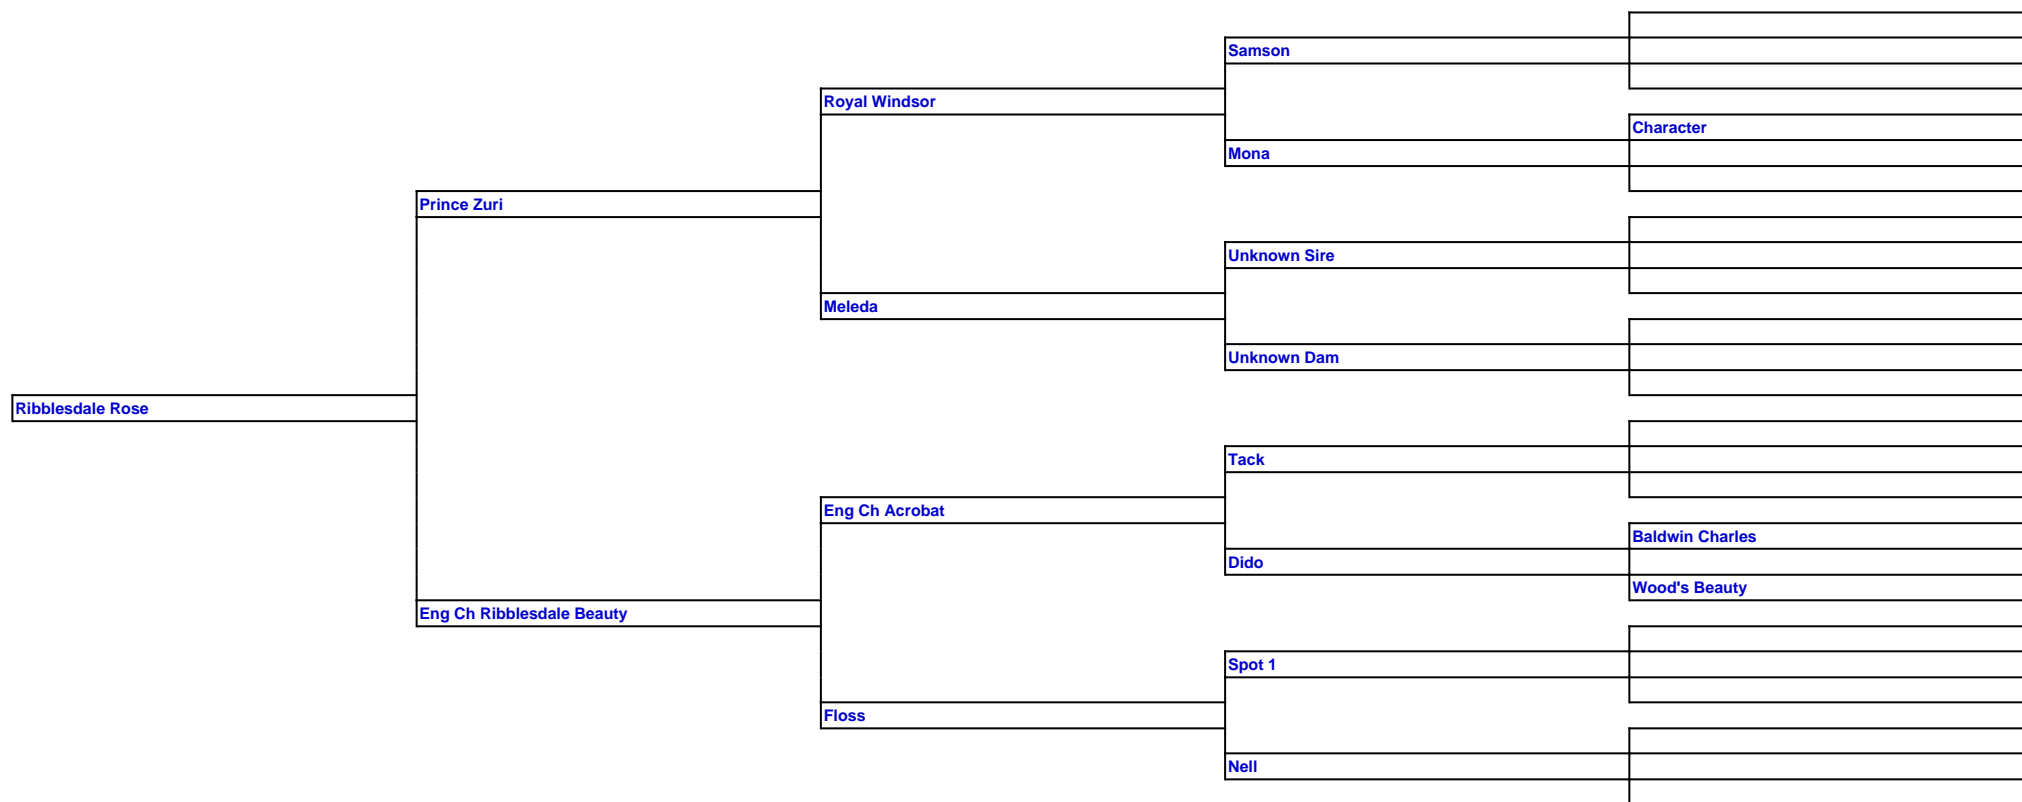 Samson
Royal Windsor
Character
Mona
Prince Zuri
Unknown Sire
Meleda
Unknown Dam
Ribblesdale Rose
Tack
Eng Ch Acrobat
Baldwin Charles
Dido
Wood's Beauty
Eng Ch Ribblesdale Beauty
Spot 1
Floss
Nell